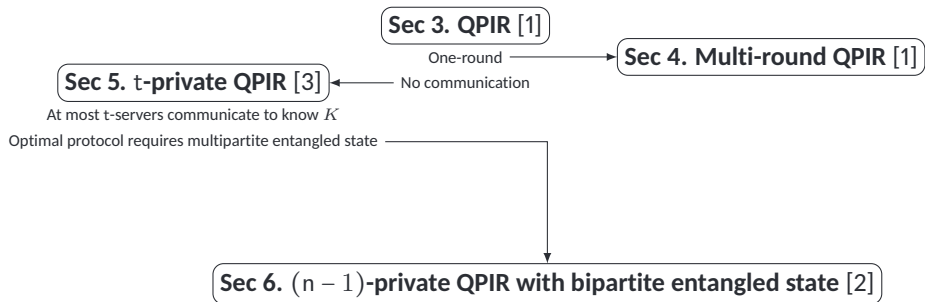 Sec 3. QPIR [1]
One-round
Sec 4. Multi-round QPIR [1]
Sec 5. t-private QPIR [3]
No communication
At most t-servers communicate to know K
Optimal protocol requires multipartite entangled state
Sec 6. (n − 1)-private QPIR with bipartite entangled state [2]